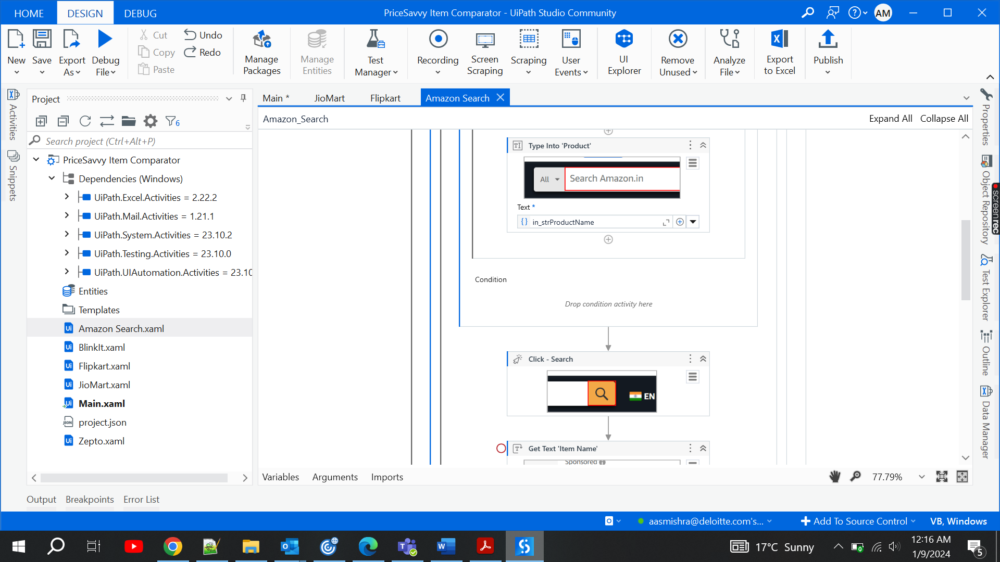 HOME
DESIGN
DEBUG
PriceSavvy Item Comparator - UiPath Studio Community
AM
New
Save
Export As
Debug File
Cut
Copy
Paste
Undo
Redo
Manage Packages
Manage Entities
Test Manager
Recording
Screen Scraping
Scraping
User Events
UI Explorer
Remove Unused
Analyze File
Export to Excel
Publish
Activities
Snippets
Project
6
Search project (Ctrl+Alt+P)
PriceSavvy Item Comparator
Dependencies (Windows)
UiPath.Excel.Activities = 2.22.2
UiPath.Mail.Activities = 1.21.1
UiPath.System.Activities = 23.10.2
UiPath.Testing.Activities = 23.10.0
UiPath.UIAutomation.Activities = 23.10
Entities
Templates
Amazon Search.xaml
BlinkIt.xaml
Flipkart.xaml
JioMart.xaml
Main.xaml
project.json
Zepto.xaml
Main *
JioMart
Flipkart
Amazon Search
Amazon_Search
Expand All
Collapse All
Type Into 'Product'
All
Search Amazon.in
Text *
in_strProductName
Condition
Drop condition activity here
Click - Search
EN
Get Text 'Item Name'
Sponsored
Variables
Arguments
Imports
77.79%
Properties
Object Repository
Test Explorer
Outline
Data Manager
screenrec
Output
Breakpoints
Error List
aasmishra@deloitte.com's...
Add To Source Control
VB, Windows
17°C Sunny
12:16 AM
1/9/2024
5